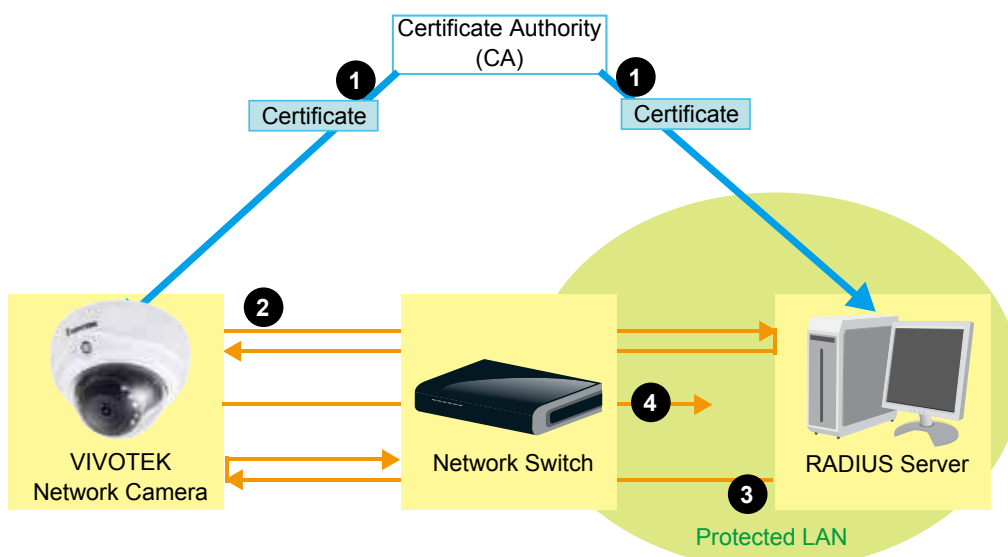 Certificate Authority
(CA)
1
1
Certificate
Certificate
2
4
VIVOTEK
Network Camera
Network Switch
RADIUS Server
3
Protected LAN